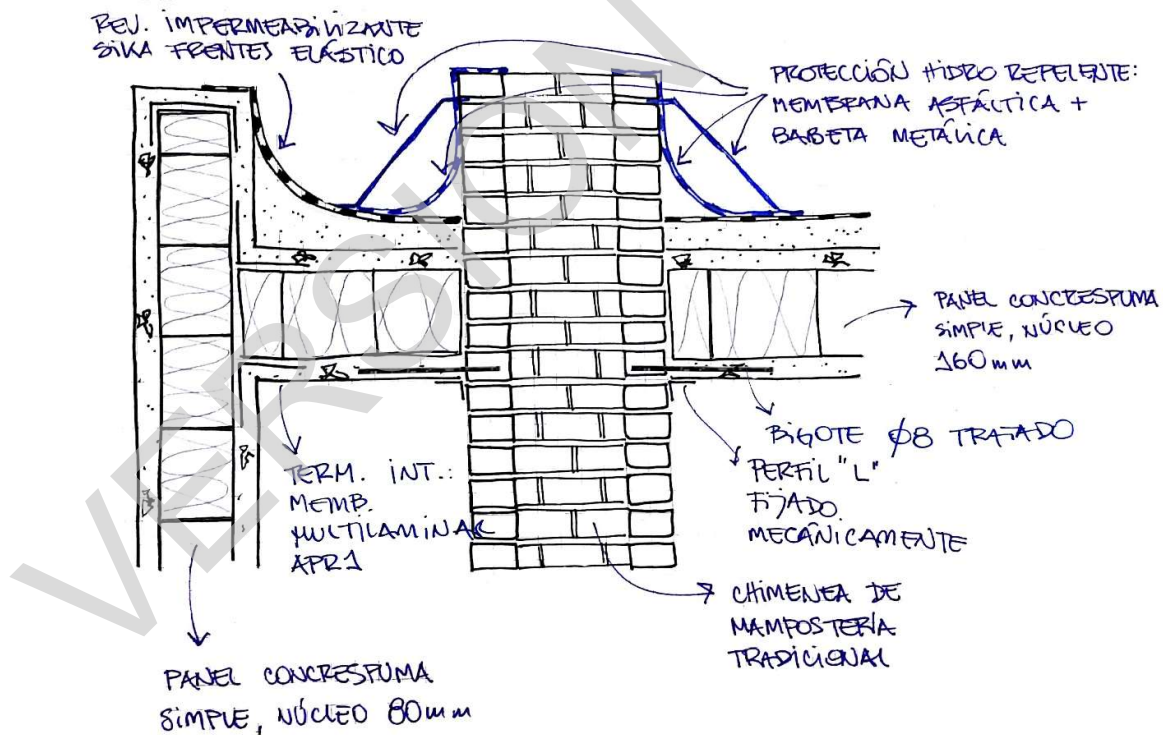 REV. IMPERMEABILIZANTE
SIKA FRENTES ELÁSTICO
PROTECCIÓN HIDRO REPELENTE:
MEMBRANA ASFÁLTICA +
BABETA METÁLICA
PANEL CONCRESPUMA
SIMPLE, NÚCLEO
160mm
BIGOTE Ø8 TRATADO
PERFIL "L"
FIJADO
MECÁNICAMENTE
TERM. INT.:
MEMB.
MULTILAMINAR
APR1
CHIMENEA DE
MAMPOSTERÍA
TRADICIONAL
PANEL CONCRESPUMA
SIMPLE, NÚCLEO 80mm
VERSION